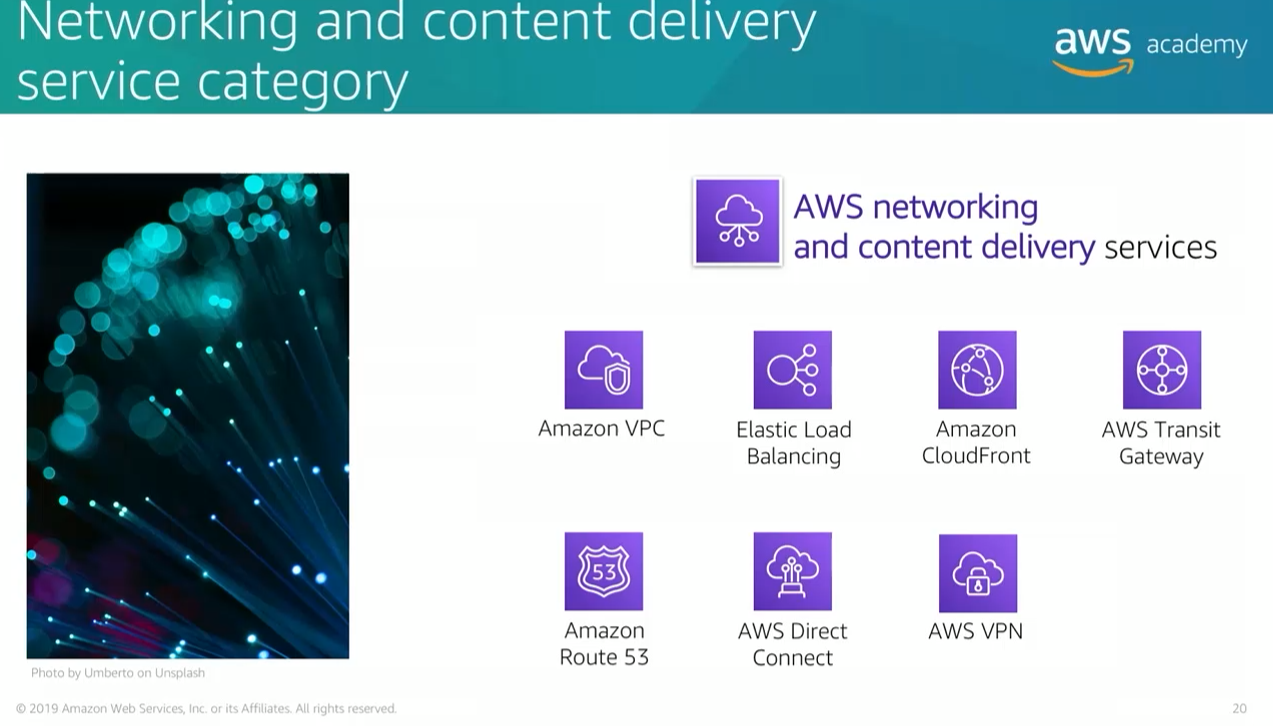 Networking and content delivery
service category
aws academy
AWS networking
and content delivery services
Amazon VPC
Elastic Load
Balancing
Amazon
CloudFront
AWS Transit
Gateway
53
Amazon
Route 53
AWS Direct
Connect
AWS VPN
Photo by Umberto on Unsplash
© 2019 Amazon Web Services, Inc. or its Affiliates. All rights reserved.
20